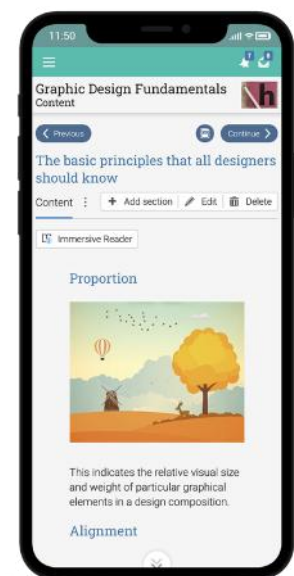 11:50
Graphic Design Fundamentals
Content
h
Previous
Continue
The basic principles that all designers
should know
Content
Add section
Edit
Delete
Immersive Reader
Proportion
This indicates the relative visual size
and weight of particular graphical
elements in a design composition.
Alignment